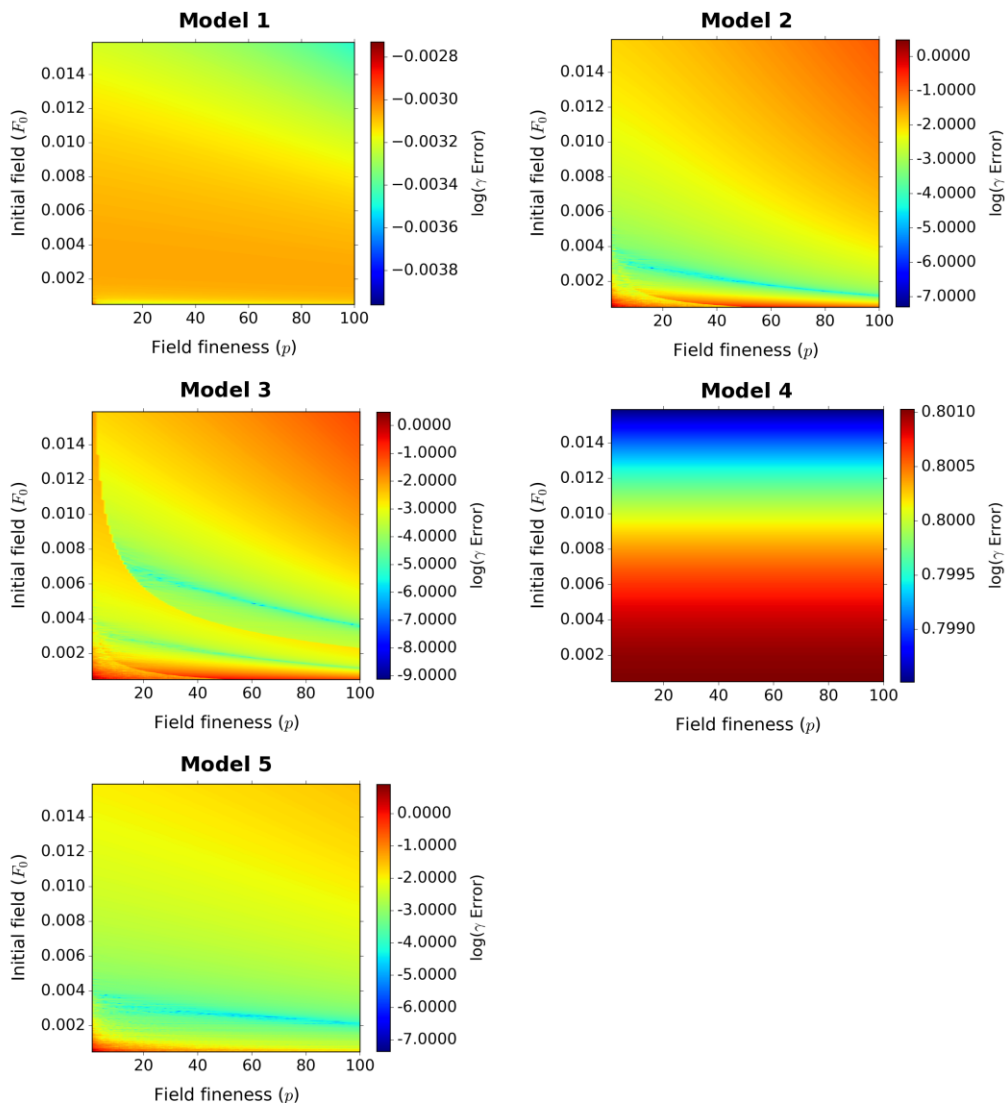 Model 1
0.014
0.012
0.010
0.008
0.006
0.004
0.002
Initial field (F₀)
20 40 60 80 100
Field fineness (p)
−0.0028
−0.0030
−0.0032
−0.0034
−0.0036
−0.0038
log(γ Error)
Model 2
0.014
0.012
0.010
0.008
0.006
0.004
0.002
Initial field (F₀)
20 40 60 80 100
Field fineness (p)
0.0000
-1.0000
-2.0000
-3.0000
-4.0000
-5.0000
-6.0000
-7.0000
log(γ Error)
Model 3
0.014
0.012
0.010
0.008
0.006
0.004
0.002
Initial field (F₀)
20 40 60 80 100
Field fineness (p)
0.0000
-1.0000
-2.0000
-3.0000
-4.0000
-5.0000
-6.0000
-7.0000
-8.0000
-9.0000
log(γ Error)
Model 4
0.014
0.012
0.010
0.008
0.006
0.004
0.002
Initial field (F₀)
20 40 60 80 100
Field fineness (p)
0.8010
0.8005
0.8000
0.7995
0.7990
log(γ Error)
Model 5
0.014
0.012
0.010
0.008
0.006
0.004
0.002
Initial field (F₀)
20 40 60 80 100
Field fineness (p)
0.0000
-1.0000
-2.0000
-3.0000
-4.0000
-5.0000
-6.0000
-7.0000
log(γ Error)